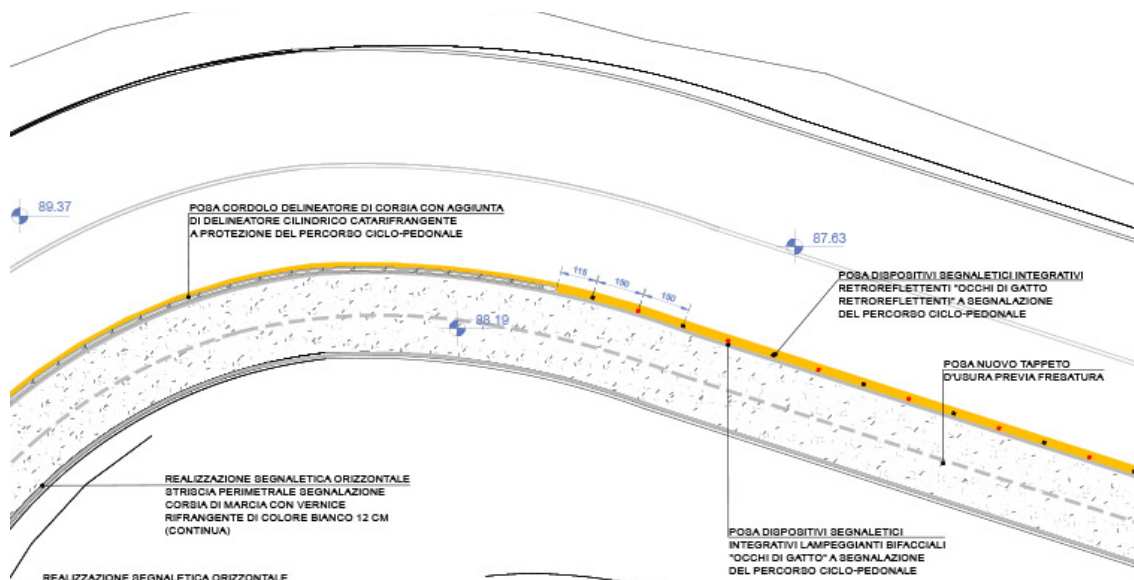 89.37
POSA CORDOLO DELINEATORE DI CORSIA CON AGGIUNTA
DI DELINEATORE CILINDRICO CATARIFRANGENTE
A PROTEZIONE DEL PERCORSO CICLO-PEDONALE
87.63
115
150
150
POSA DISPOSITIVI SEGNALETICI INTEGRATIVI
RETROREFLETTENTI "OCCHI DI GATTO
RETROREFLETTENTI" A SEGNALAZIONE
DEL PERCORSO CICLO-PEDONALE
88.19
POSA NUOVO TAPPETO
D'USURA PREVIA FRESATURA
REALIZZAZIONE SEGNALETICA ORIZZONTALE
STRISCIA PERIMETRALE SEGNALAZIONE
CORSIA DI MARCIA CON VERNICE
RIFRANGENTE DI COLORE BIANCO 12 CM
(CONTINUA)
POSA DISPOSITIVI SEGNALETICI
INTEGRATIVI LAMPEGGIANTI BIFACCIALI
"OCCHI DI GATTO" A SEGNALAZIONE
DEL PERCORSO CICLO-PEDONALE
REALIZZAZIONE SEGNALETICA ORIZZONTALE